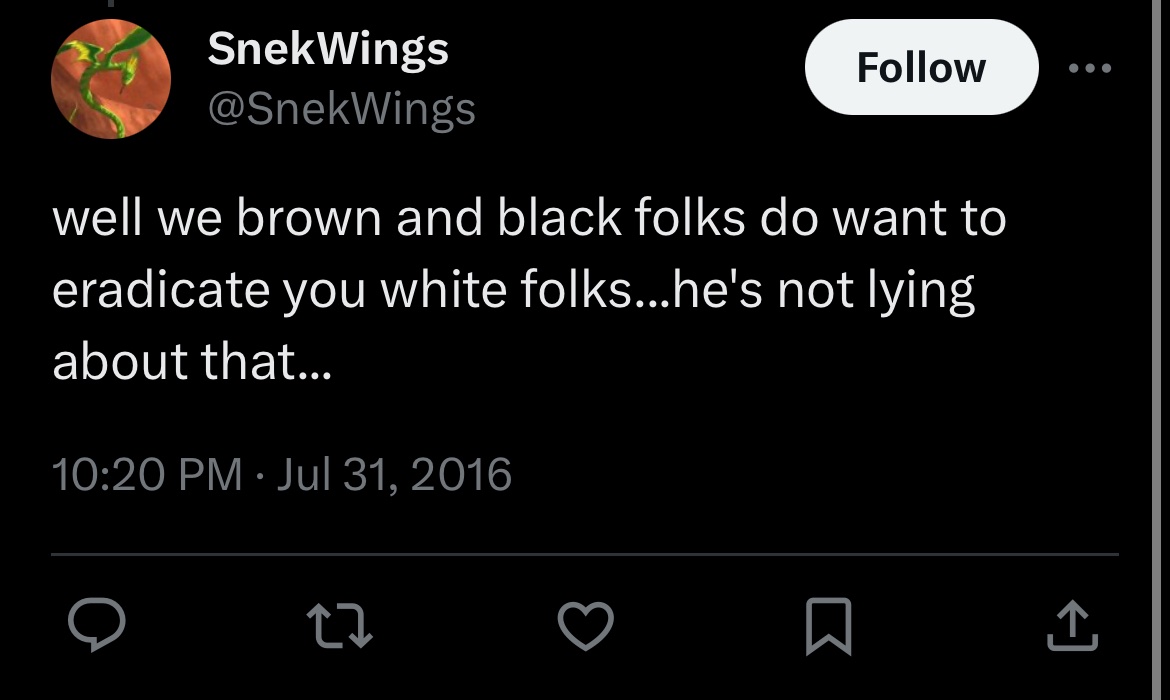 SnekWings
@SnekWings
Follow
well we brown and black folks do want to
eradicate you white folks...he's not lying
about that...
10:20 PM · Jul 31, 2016